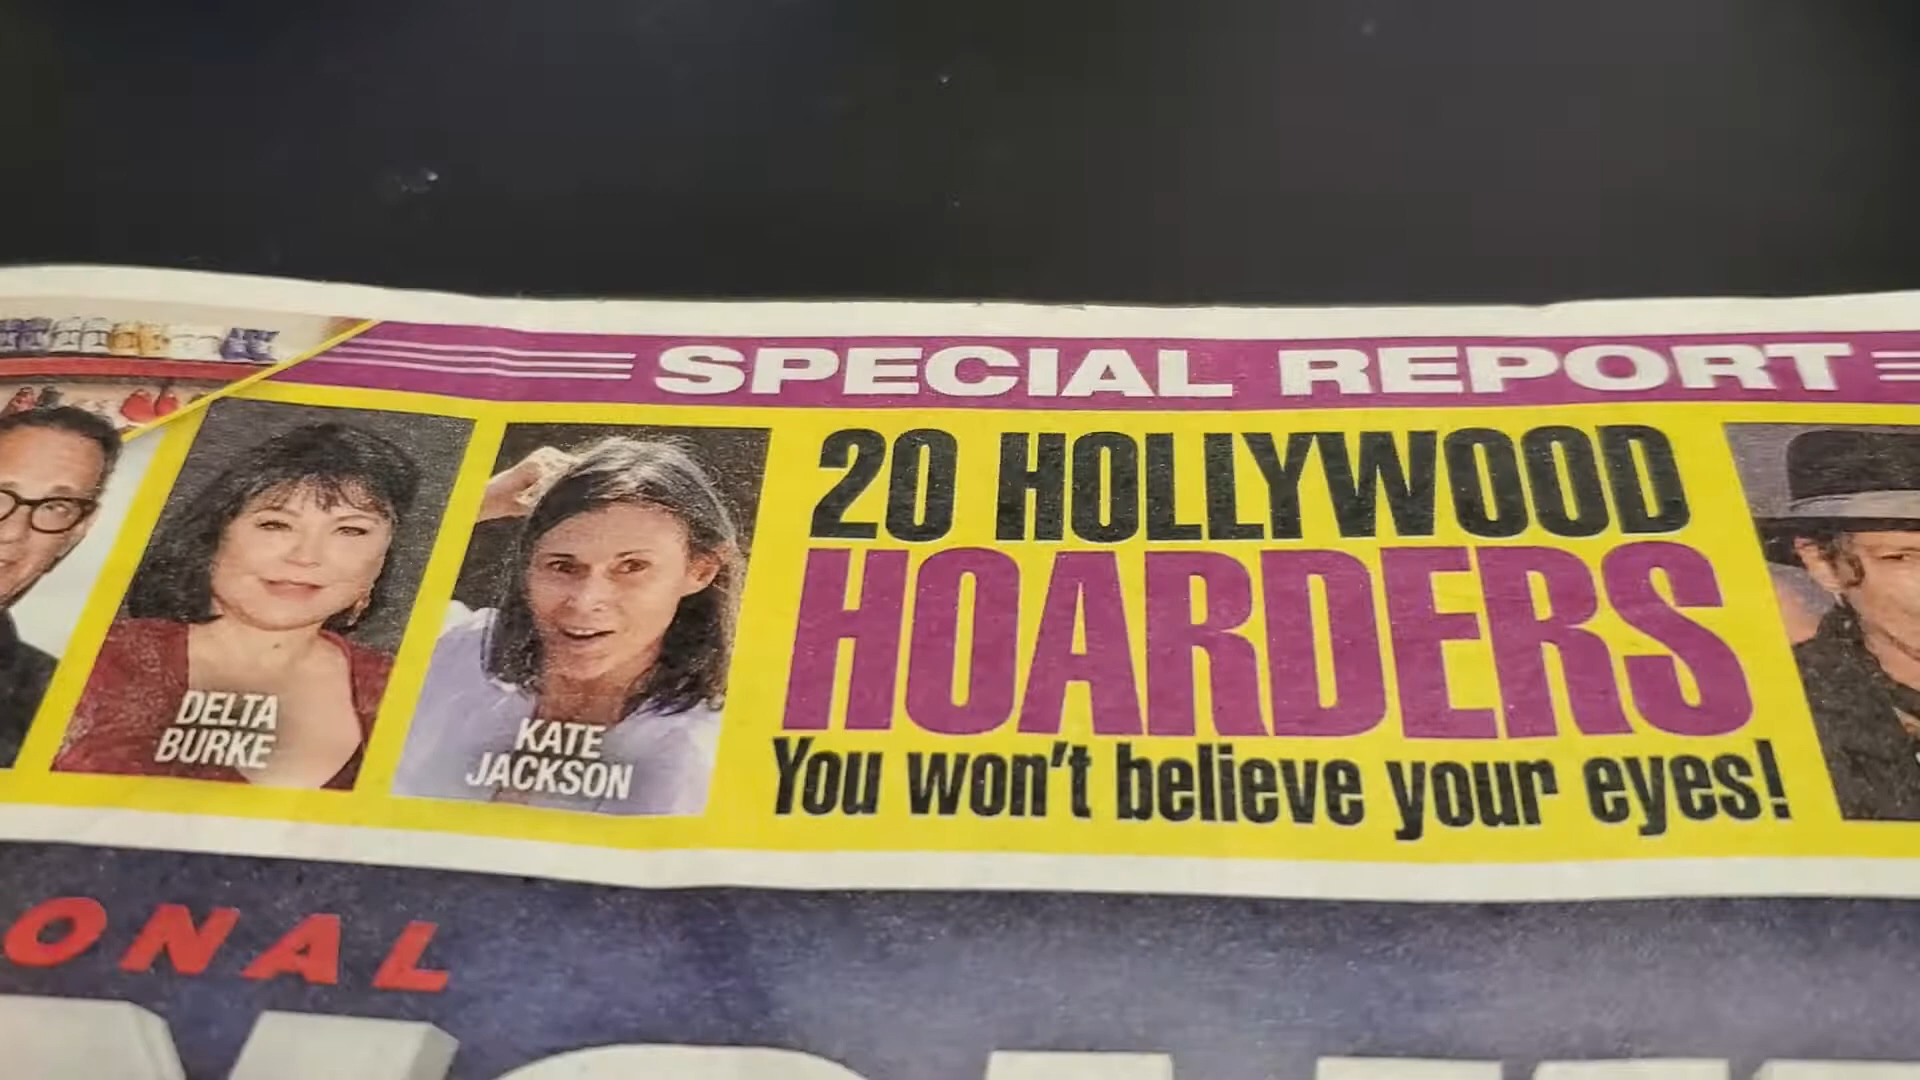 SPECIAL REPORT
DELTA
BURKE
KATE
JACKSON
20 HOLLYWOOD
HOARDERS
You won't believe your eyes!
ONAL